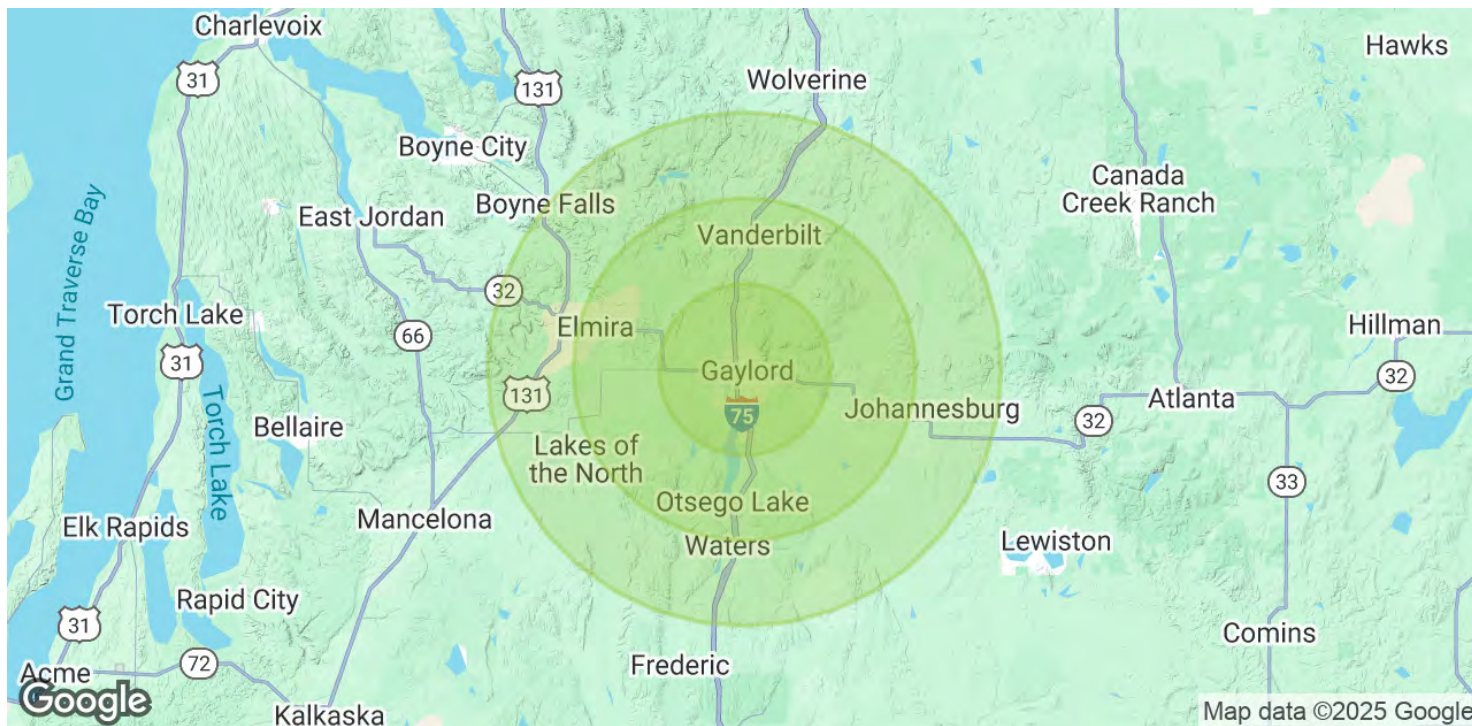 Charlevoix
Hawks
31
131
Wolverine
Boyne City
Canada
Creek Ranch
Boyne Falls
East Jordan
Vanderbilt
Grand Traverse Bay
32
Torch Lake
Elmira
Hillman
66
31
Gaylord
32
131
75
Johannesburg
Atlanta
32
Torch Lake
Bellaire
Lakes of
the North
33
Otsego Lake
Mancelona
Elk Rapids
Waters
Lewiston
Rapid City
31
Comins
72
Frederic
Acme
Google
Kalkaska
Map data ©2025 Google